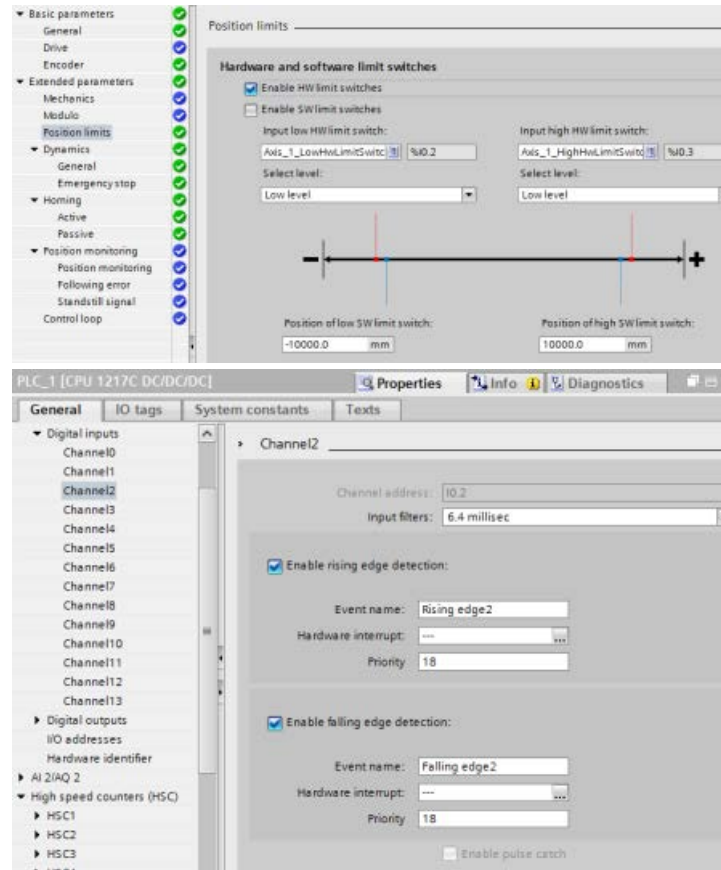 Basic parameters
General
Drive
Encoder
Extended parameters
Mechanics
Modulo
Position limits
Dynamics
General
Emergency stop
Homing
Active
Passive
Position monitoring
Position monitoring
Following error
Standstill signal
Control loop
Position limits
Hardware and software limit switches
Enable HW limit switches
Enable SW limit switches
Input low HW limit switch:
Input high HW limit switch:
Axis_1_LowHwLimitSwitc
%I0.2
Axis_1_HighHwLimitSwitc
%I0.3
Select level:
Select level:
Low level
Low level
Position of low SW limit switch:
Position of high SW limit switch:
-10000.0 mm
10000.0 mm
PLC_1 [CPU 1217C DC/DC/DC]
Properties
Info
Diagnostics
General
IO tags
System constants
Texts
Digital inputs
Channel0
Channel1
Channel2
Channel3
Channel4
Channel5
Channel6
Channel7
Channel8
Channel9
Channel10
Channel11
Channel12
Channel13
Digital outputs
I/O addresses
Hardware identifier
AI 2/AQ 2
High speed counters (HSC)
HSC1
HSC2
HSC3
Channel2
Channel address: I0.2
Input filters: 6.4 millisec
Enable rising edge detection:
Event name: Rising edge2
Hardware interrupt: --- ...
Priority 18
Enable falling edge detection:
Event name: Falling edge2
Hardware interrupt: --- ...
Priority 18
Enable pulse catch